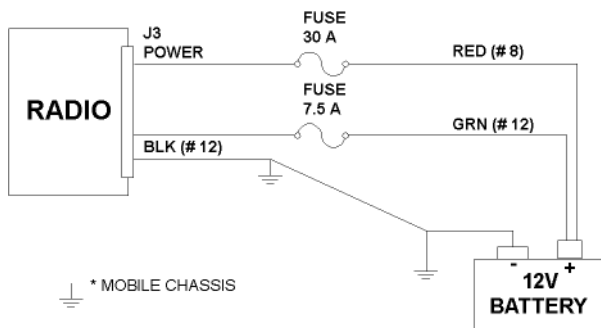 J3
POWER
FUSE
30 A
RED (# 8)
RADIO
FUSE
7.5 A
GRN (# 12)
BLK (# 12)
* MOBILE CHASSIS
- +
12V
BATTERY